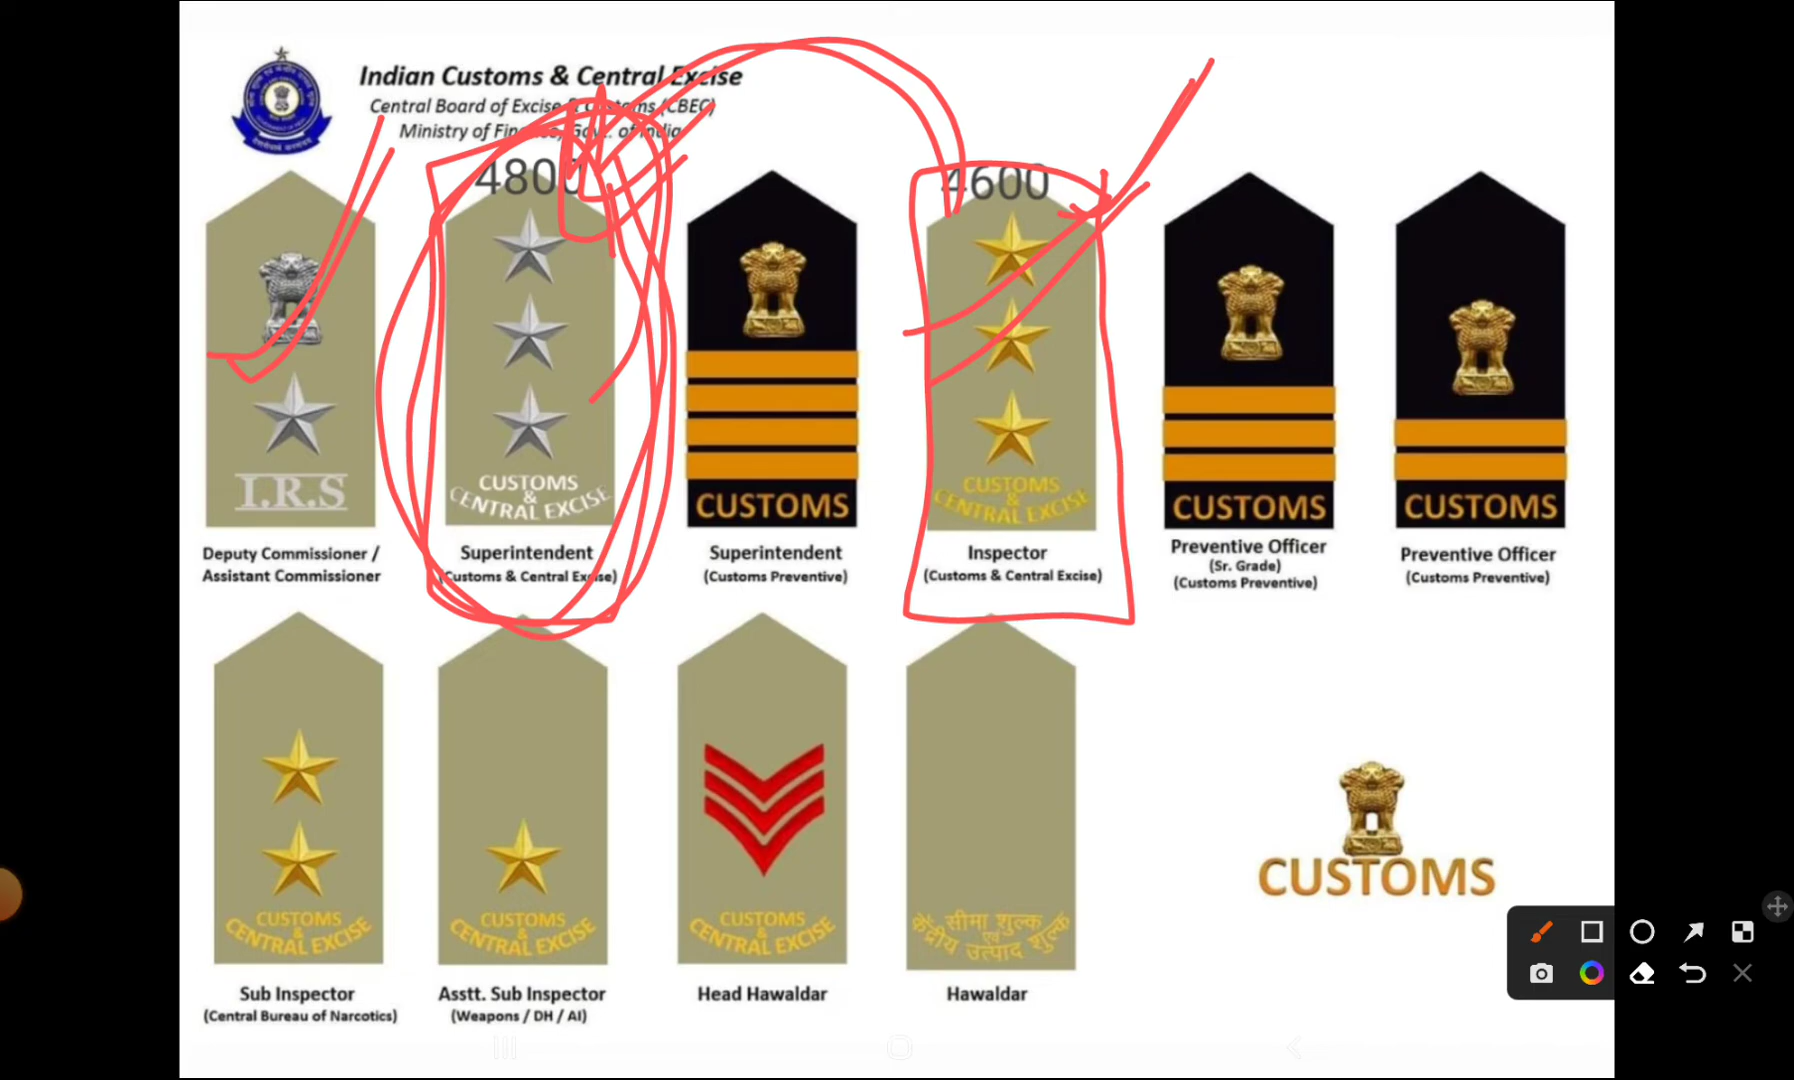 Indian Customs & Central Excise
Central Board of Excise & Customs (CBEC)
Ministry of Finance, Govt. of India
4800
4600
I.R.S
CUSTOMS
&
CENTRAL EXCISE
CUSTOMS
CUSTOMS
&
CENTRAL EXCISE
CUSTOMS
CUSTOMS
Deputy Commissioner /
Assistant Commissioner
Superintendent
(Customs & Central Excise)
Superintendent
(Customs Preventive)
Inspector
(Customs & Central Excise)
Preventive Officer
(Sr. Grade)
(Customs Preventive)
Preventive Officer
(Customs Preventive)
CUSTOMS
&
CENTRAL EXCISE
CUSTOMS
&
CENTRAL EXCISE
CUSTOMS
&
CENTRAL EXCISE
सीमा शुल्क
एवं
केंद्रीय उत्पाद शुल्क
CUSTOMS
Sub Inspector
(Central Bureau of Narcotics)
Asstt. Sub Inspector
(Weapons / DH / AI)
Head Hawaldar
Hawaldar